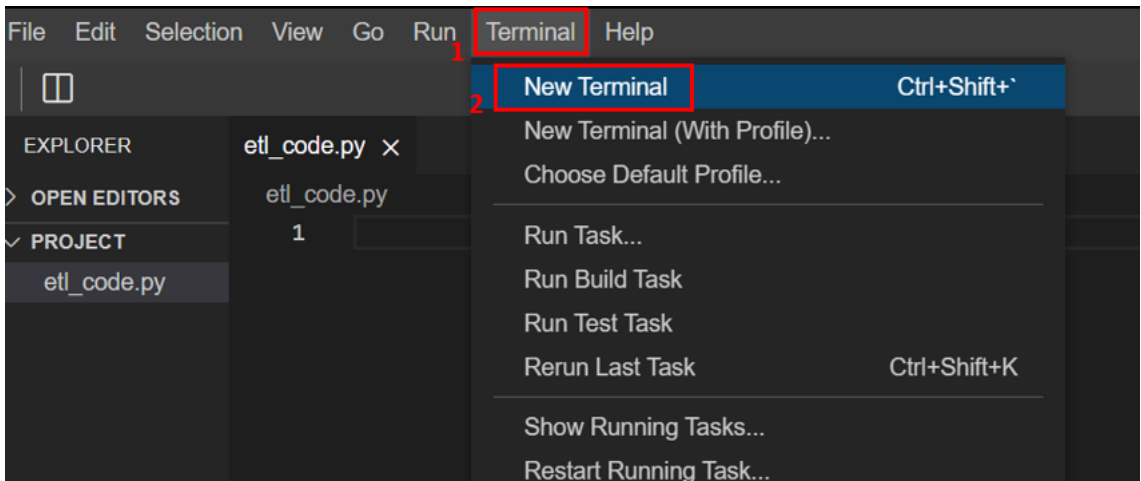 File Edit Selection View Go Run Terminal Help
1
New Terminal Ctrl+Shift+`
2
New Terminal (With Profile)...
Choose Default Profile...
Run Task...
Run Build Task
Run Test Task
Rerun Last Task Ctrl+Shift+K
Show Running Tasks...
Restart Running Task...
EXPLORER
OPEN EDITORS
PROJECT
etl_code.py
etl_code.py
etl_code.py
1